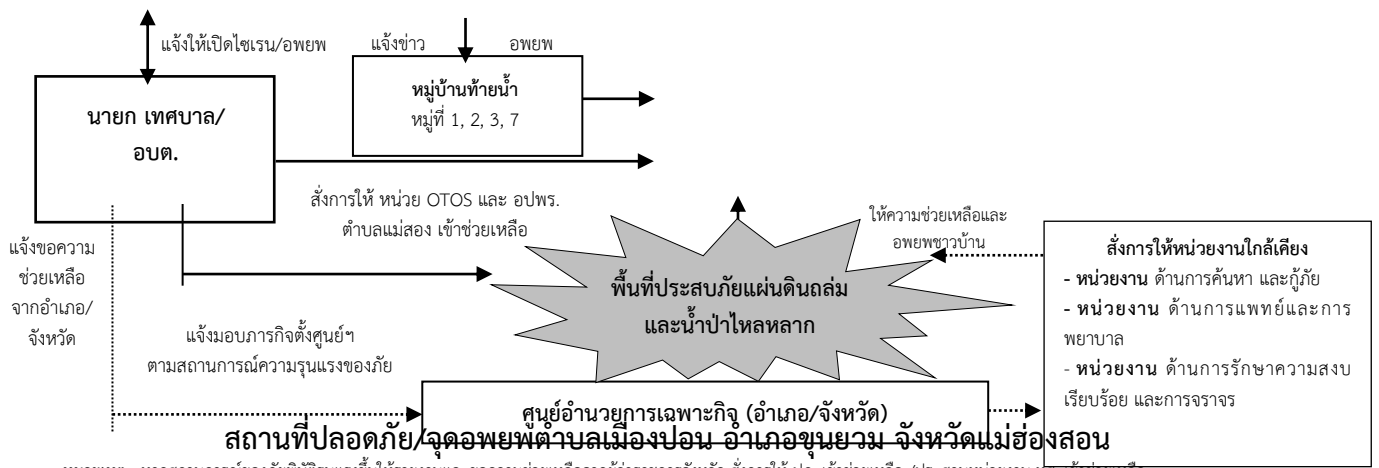 แจ้งให้เปิดไซเรน/อพยพ
แจ้งข่าว
อพยพ
นายก เทศบาล/
อบต.
หมู่บ้านท้ายน้ำ
หมู่ที่ 1, 2, 3, 7
สั่งการให้ หน่วย OTOS และ อปพร.
ตำบลแม่สอง เข้าช่วยเหลือ
แจ้งขอความ
ช่วยเหลือ
จากอำเภอ/
จังหวัด
แจ้งมอบภารกิจตั้งศูนย์ฯ
ตามสถานการณ์ความรุนแรงของภัย
พื้นที่ประสบภัยแผ่นดินถล่ม
และน้ำป่าไหลหลาก
ให้ความช่วยเหลือและ
อพยพชาวบ้าน
สั่งการให้หน่วยงานใกล้เคียง
- หน่วยงาน ด้านการค้นหา และกู้ภัย
- หน่วยงาน ด้านการแพทย์และการ
พยาบาล
- หน่วยงาน ด้านการรักษาความสงบ
เรียบร้อย และการจราจร
ศูนย์อำนวยการเฉพาะกิจ (อำเภอ/จังหวัด)
สถานที่ปลอดภัย/จุดอพยพตำบลเมืองปอน อำเภอขุนยวม จังหวัดแม่ฮ่องสอน